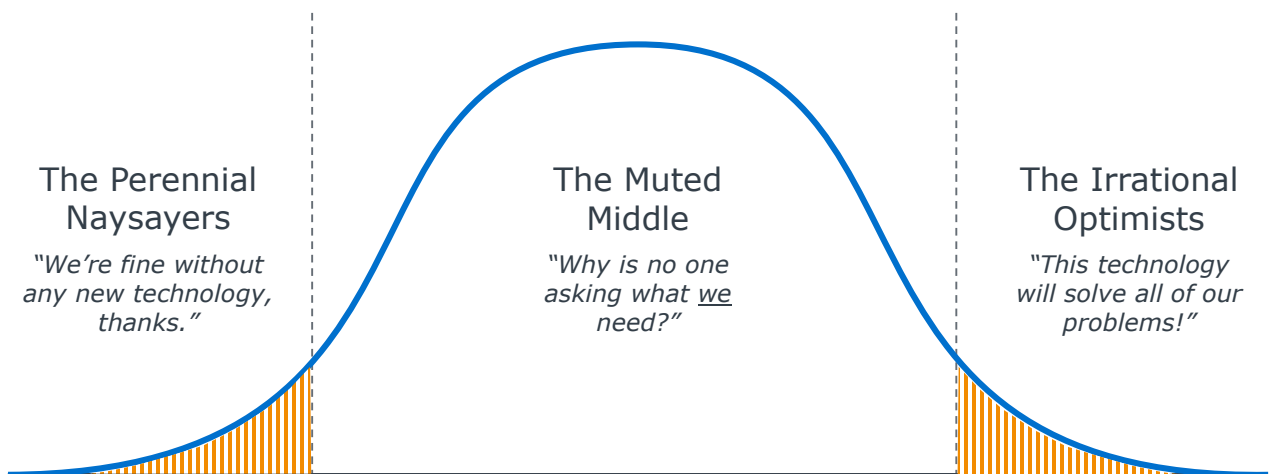 The Perennial
Naysayers
“We’re fine without
any new technology,
thanks.”
The Muted
Middle
“Why is no one
asking what we
need?”
The Irrational
Optimists
“This technology
will solve all of our
problems!”